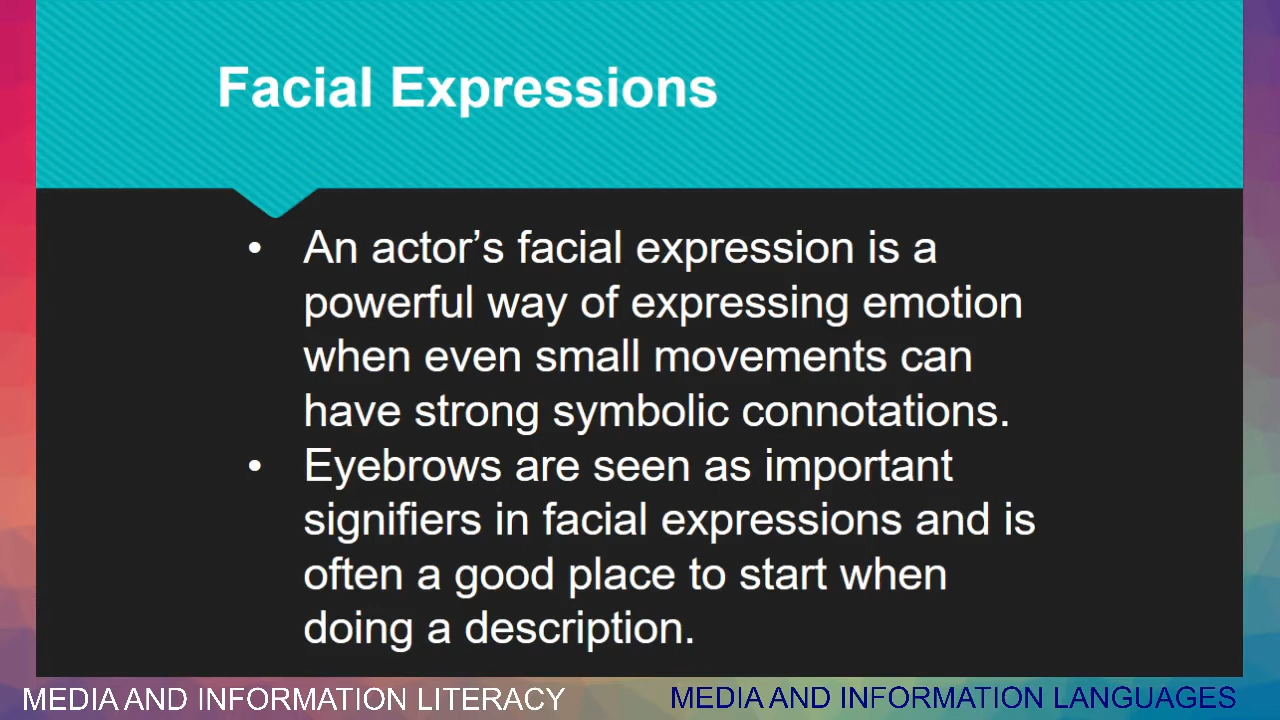 Facial Expressions
• An actor’s facial expression is a
powerful way of expressing emotion
when even small movements can
have strong symbolic connotations.
• Eyebrows are seen as important
signifiers in facial expressions and is
often a good place to start when
doing a description.
MEDIA AND INFORMATION LITERACY
MEDIA AND INFORMATION LANGUAGES